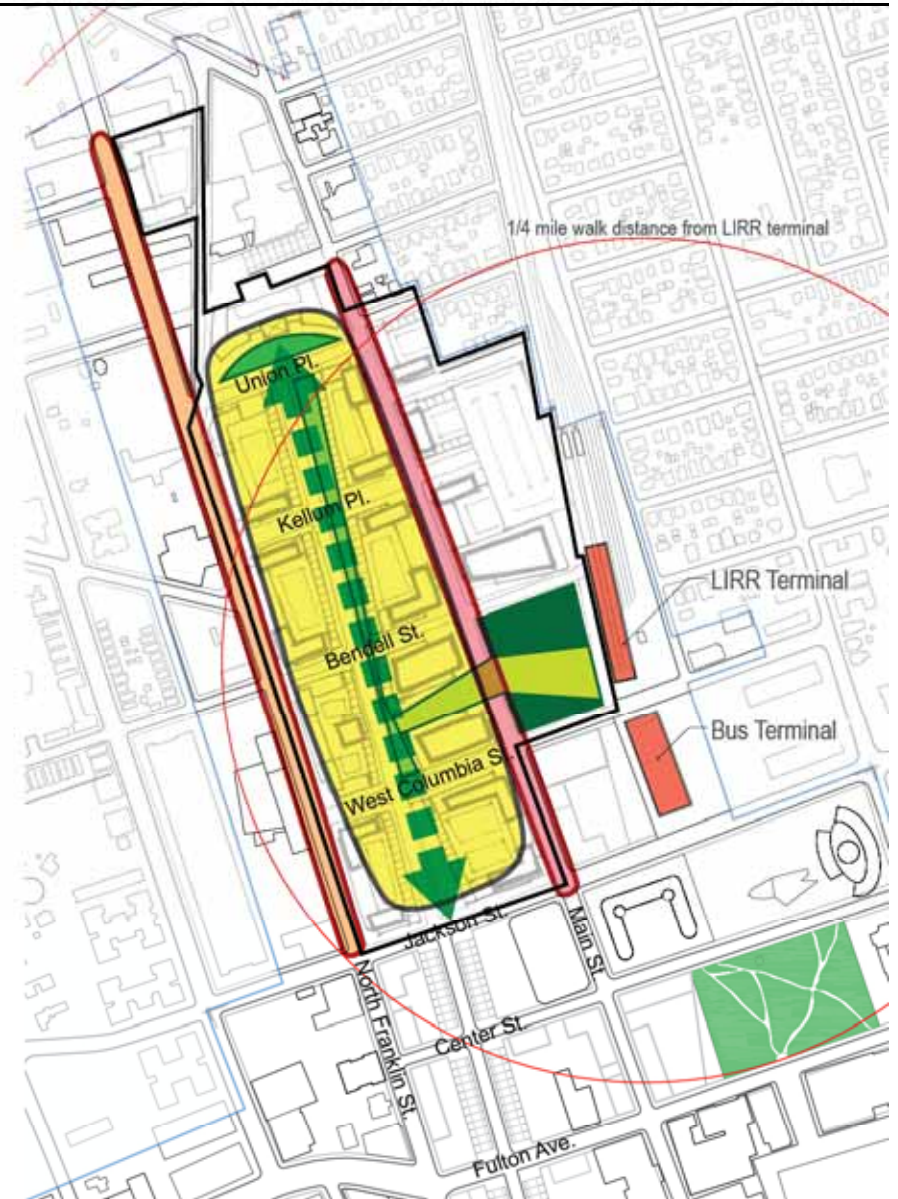 1/4 mile walk distance from LIRR terminal
Union Pl.
Kellum Pl.
LIRR Terminal
Bendell St.
Bus Terminal
West Columbia S
Jackson St.
Main St.
North Franklin St.
Center St.
Fulton Ave.